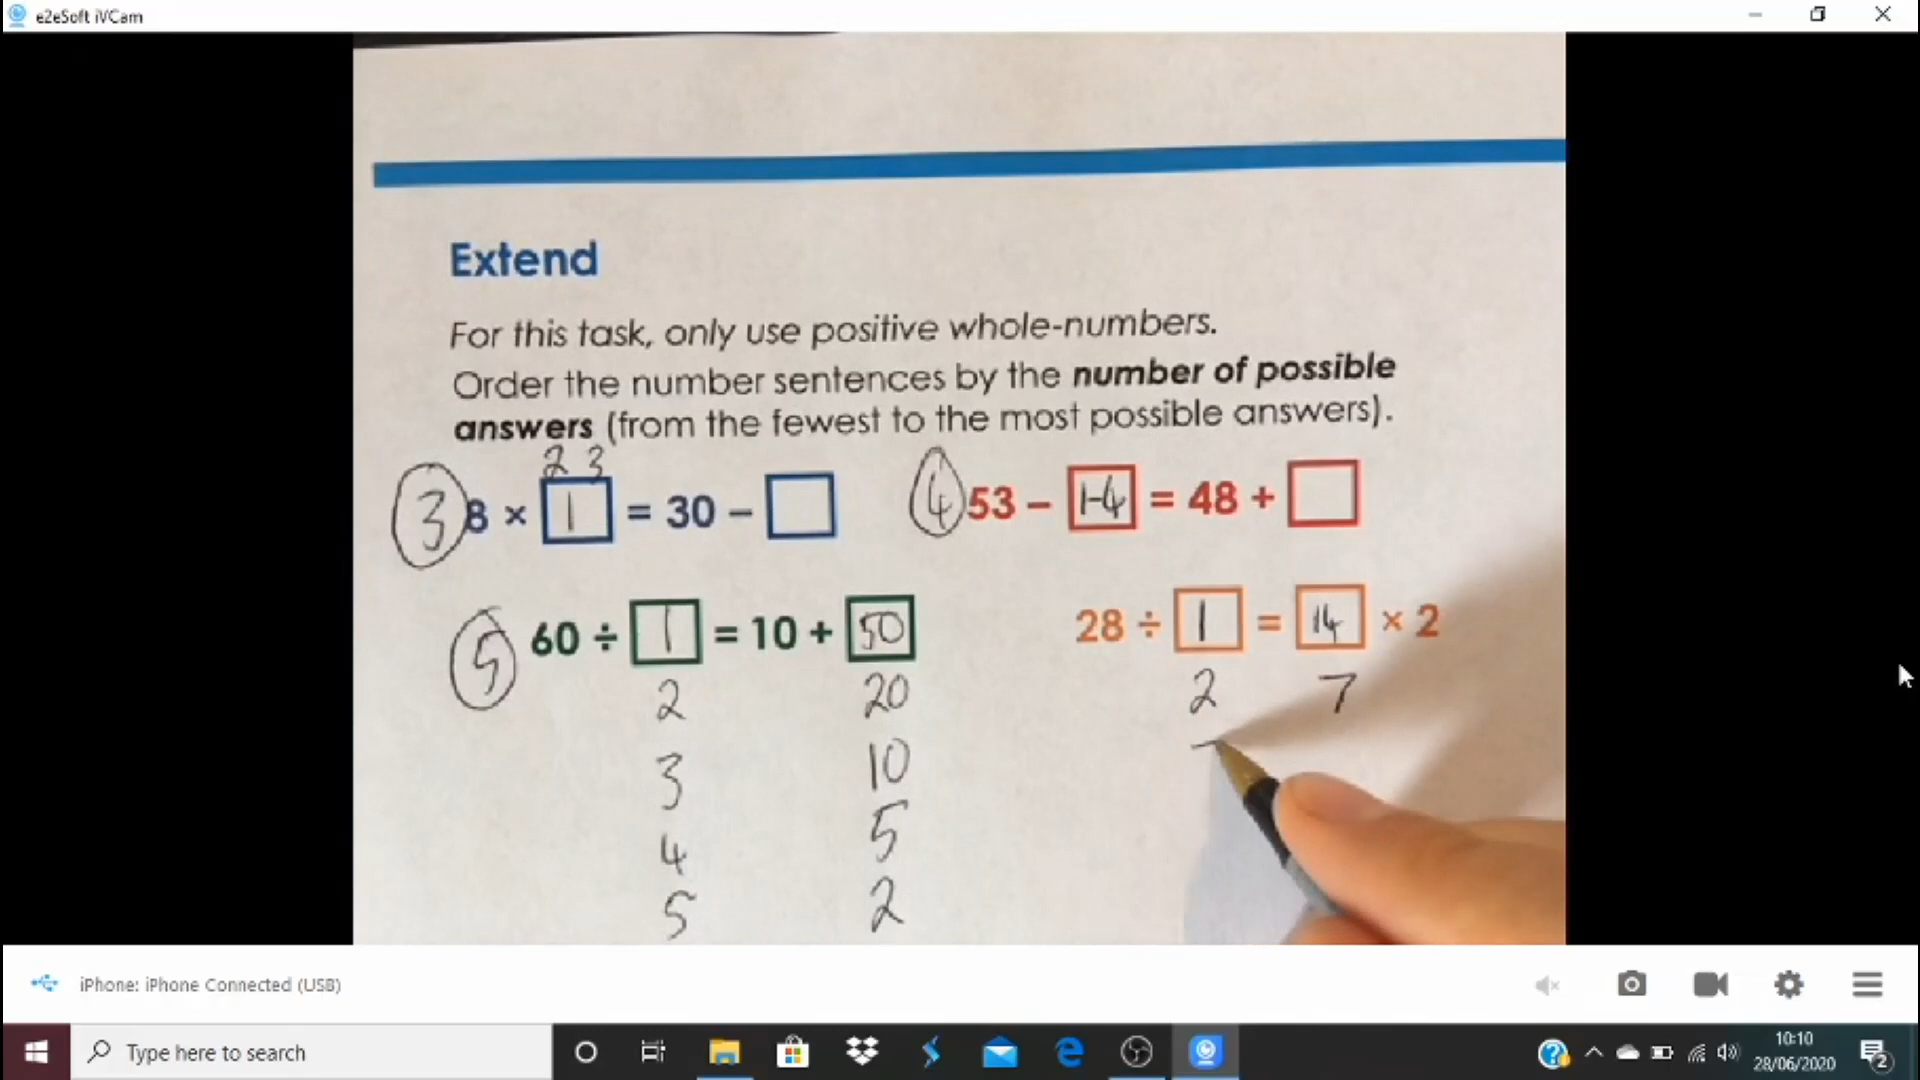 e2eSoft iVCam
Extend
For this task, only use positive whole-numbers.
Order the number sentences by the number of possible
answers (from the fewest to the most possible answers).
2 3
3 8 × 1 = 30 −
4 53 − 1-4 = 48 +
5 60 ÷ 1 = 10 + 50
28 ÷ 1 = 14 × 2
2 20
2 7
3 10
4 5
5 2
iPhone: iPhone Connected (USB)
Type here to search
10:10
28/06/2020
2